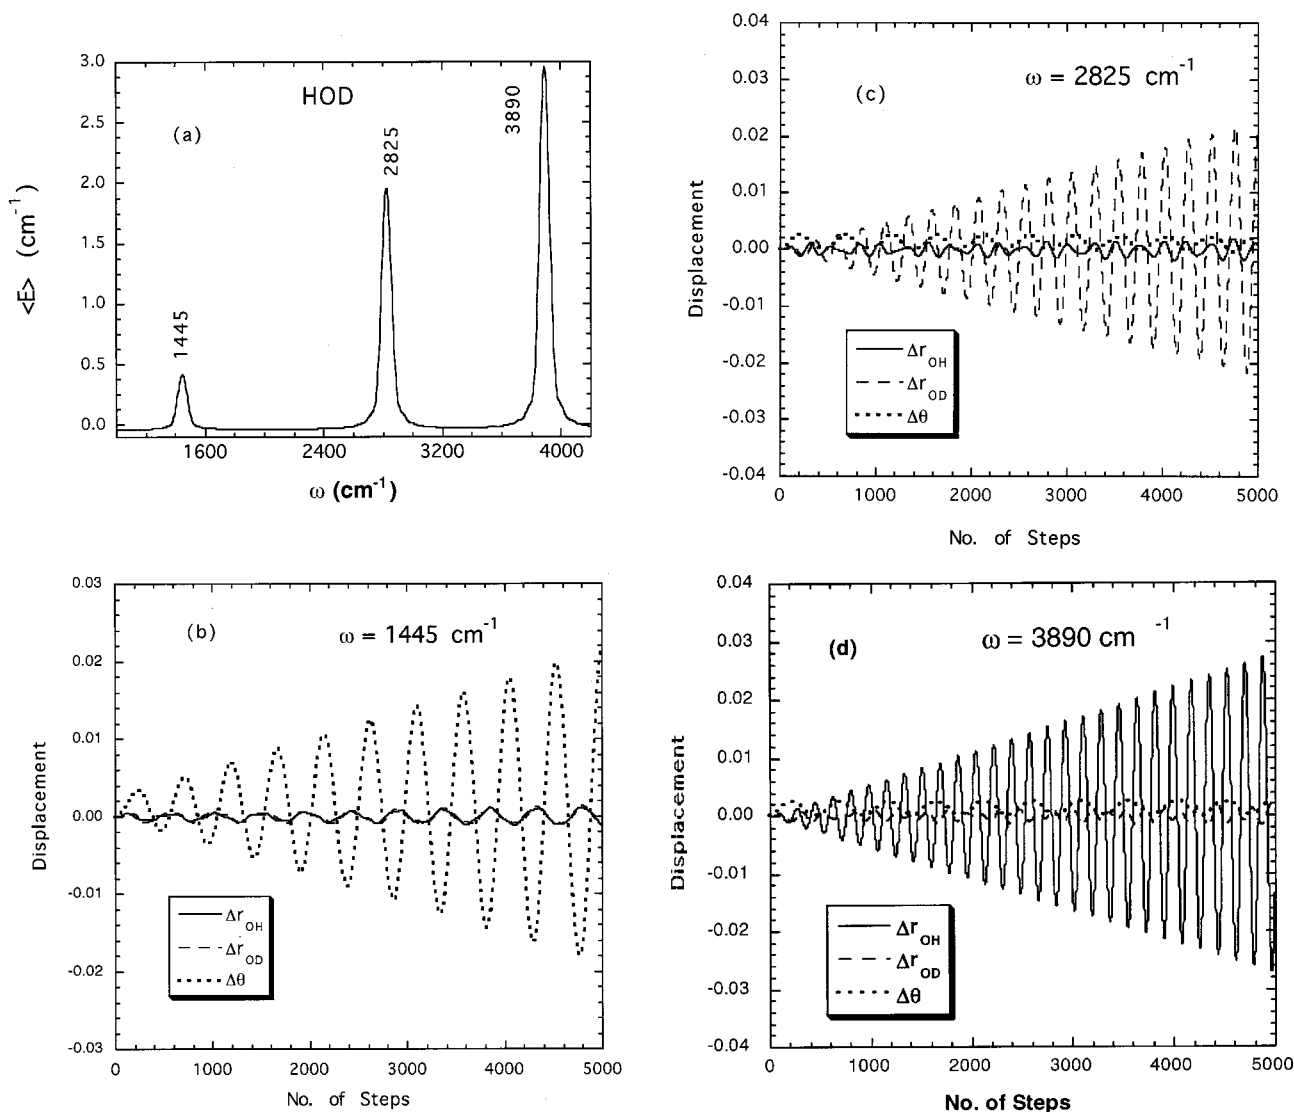 HOD
(a)
3.0
2.5
2.0
1.5
1.0
0.5
0.0
<E> (cm⁻¹)
1445
2825
3890
1600
2400
3200
4000
ω (cm⁻¹)
(c)
ω = 2825 cm⁻¹
0.04
0.03
0.02
0.01
0.00
-0.01
-0.02
-0.03
-0.04
Displacement
Δr OH
Δr OD
Δθ
0
1000
2000
3000
4000
5000
No. of Steps
(b)
ω = 1445 cm⁻¹
0.03
0.02
0.01
0.00
-0.01
-0.02
-0.03
Displacement
Δr OH
Δr OD
Δθ
0
1000
2000
3000
4000
5000
No. of Steps
(d)
ω = 3890 cm ⁻¹
0.04
0.03
0.02
0.01
0.00
-0.01
-0.02
-0.03
-0.04
Displacement
Δr OH
Δr OD
Δθ
0
1000
2000
3000
4000
5000
No. of Steps